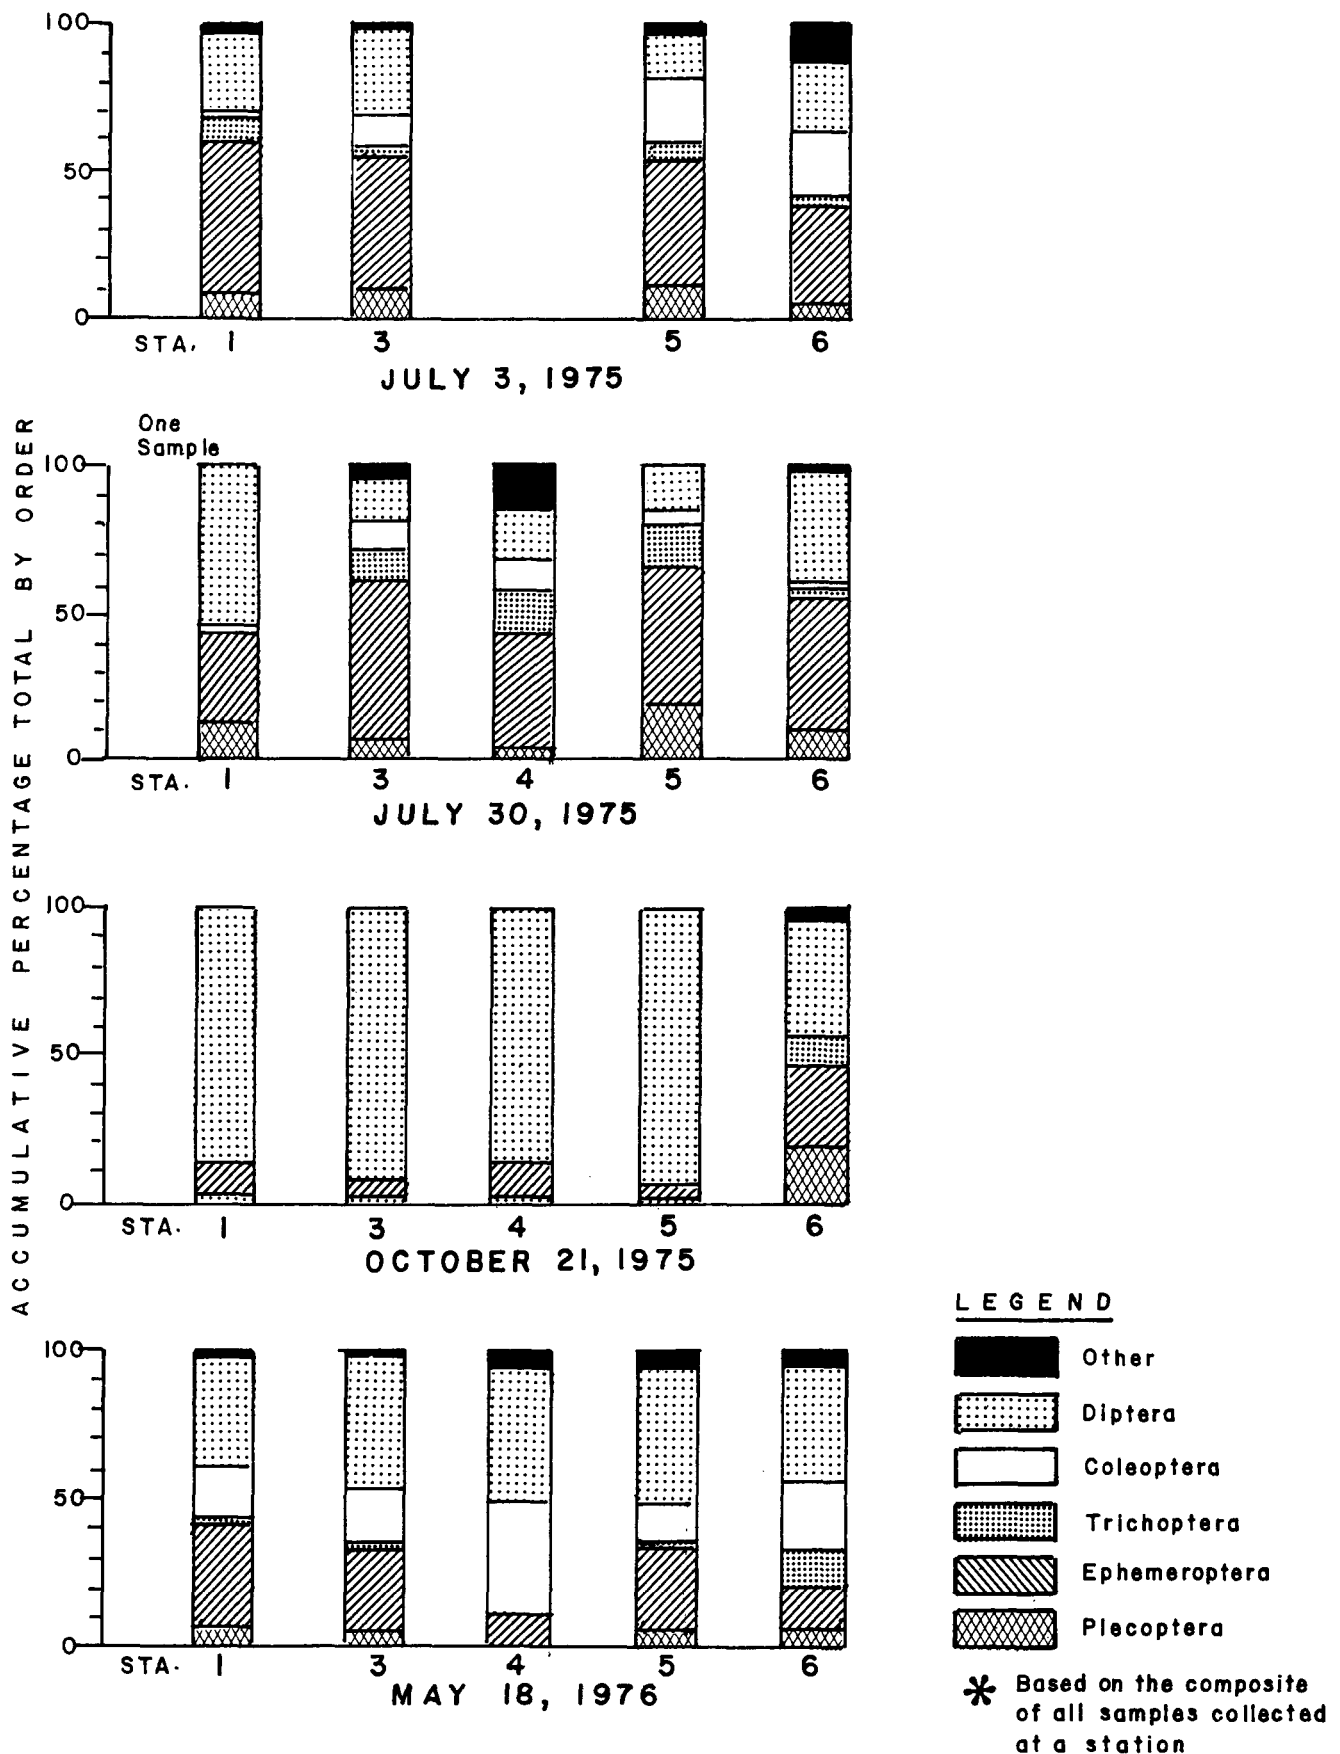 100
50
0
STA. 1 3 5 6
JULY 3, 1975
ACCUMULATIVE PERCENTAGE TOTAL BY ORDER
One
Sample
100
50
0
STA. 1 3 4 5 6
JULY 30, 1975
100
50
0
STA. 1 3 4 5 6
OCTOBER 21, 1975
100
50
0
STA. 1 3 4 5 6
MAY 18, 1976
LEGEND
Other
Diptera
Coleoptera
Trichoptera
Ephemeroptera
Plecoptera
* Based on the composite
of all samples collected
at a station